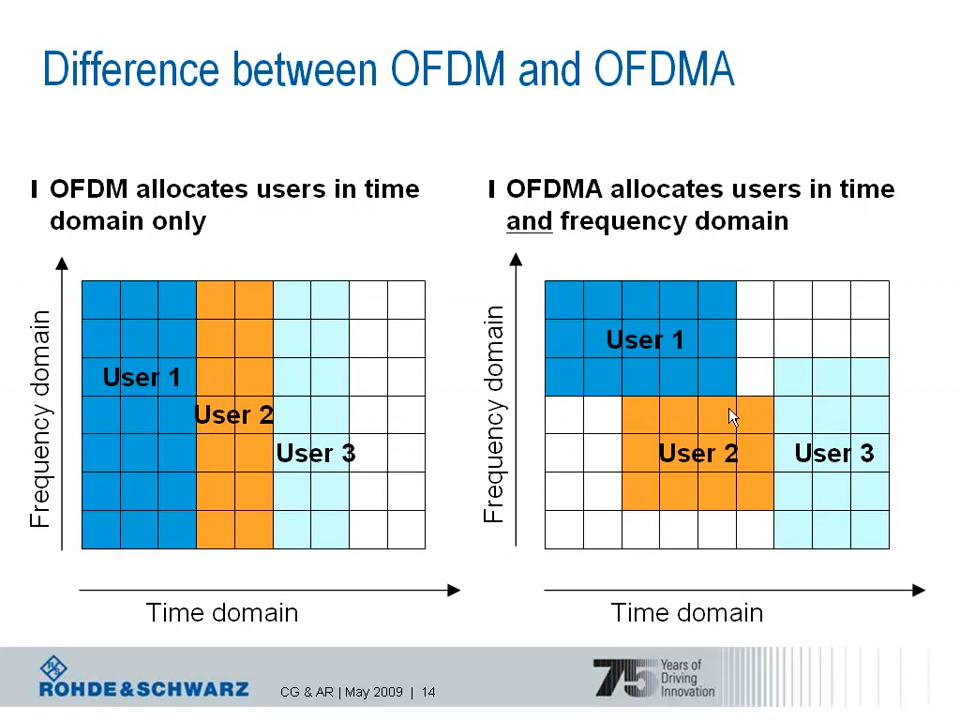 Difference between OFDM and OFDMA
OFDM allocates users in time
domain only
Frequency domain
User 1
User 2
User 3
Time domain
OFDMA allocates users in time
and frequency domain
Frequency domain
User 1
User 2
User 3
Time domain
R&S
ROHDE&SCHWARZ
CG & AR | May 2009 | 14
75
Years of
Driving
Innovation